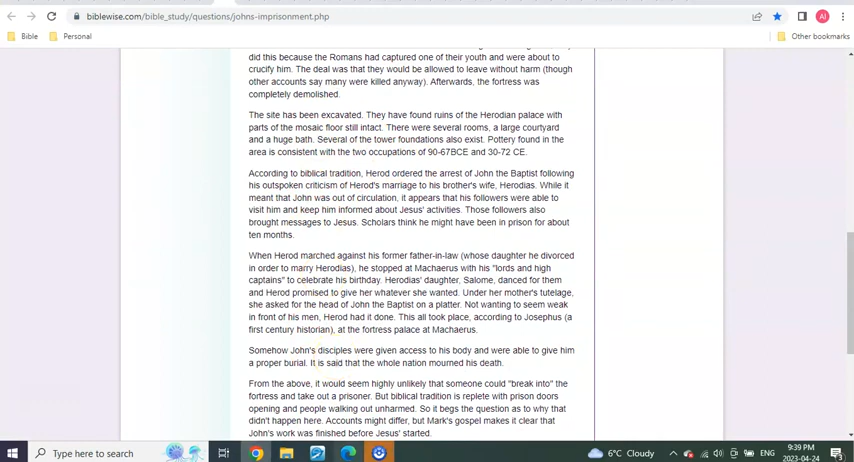 biblewise.com/bible_study/questions/johns-imprisonment.php
AI
Bible
Personal
Other bookmarks
did this because the Romans had captured one of their youth and were about to
crucify him. The deal was that they would be allowed to leave without harm (though
other accounts say many were killed anyway). Afterwards, the fortress was
completely demolished.
The site has been excavated. They have found ruins of the Herodian palace with
parts of the mosaic floor still intact. There were several rooms, a large courtyard
and a huge bath. Several of the tower foundations also exist. Pottery found in the
area is consistent with the two occupations of 90-67BCE and 30-72 CE.
According to biblical tradition, Herod ordered the arrest of John the Baptist following
his outspoken criticism of Herod's marriage to his brother's wife, Herodias. While it
meant that John was out of circulation, it appears that his followers were able to
visit him and keep him informed about Jesus' activities. Those followers also
brought messages to Jesus. Scholars think he might have been in prison for about
ten months.
When Herod marched against his former father-in-law (whose daughter he divorced
in order to marry Herodias), he stopped at Machaerus with his "lords and high
captains" to celebrate his birthday. Herodias' daughter, Salome, danced for them
and Herod promised to give her whatever she wanted. Under her mother's tutelage,
she asked for the head of John the Baptist on a platter. Not wanting to seem weak
in front of his men, Herod had it done. This all took place, according to Josephus (a
first century historian), at the fortress palace at Machaerus.
Somehow John's disciples were given access to his body and were able to give him
a proper burial. It is said that the whole nation mourned his death.
From the above, it would seem highly unlikely that someone could "break into" the
fortress and take out a prisoner. But biblical tradition is replete with prison doors
opening and people walking out unharmed. So it begs the question as to why that
didn't happen here. Accounts might differ, but Mark's gospel makes it clear that
John's work was finished before Jesus' started.
Type here to search
6°C Cloudy
ENG
9:39 PM
2023-04-24
3